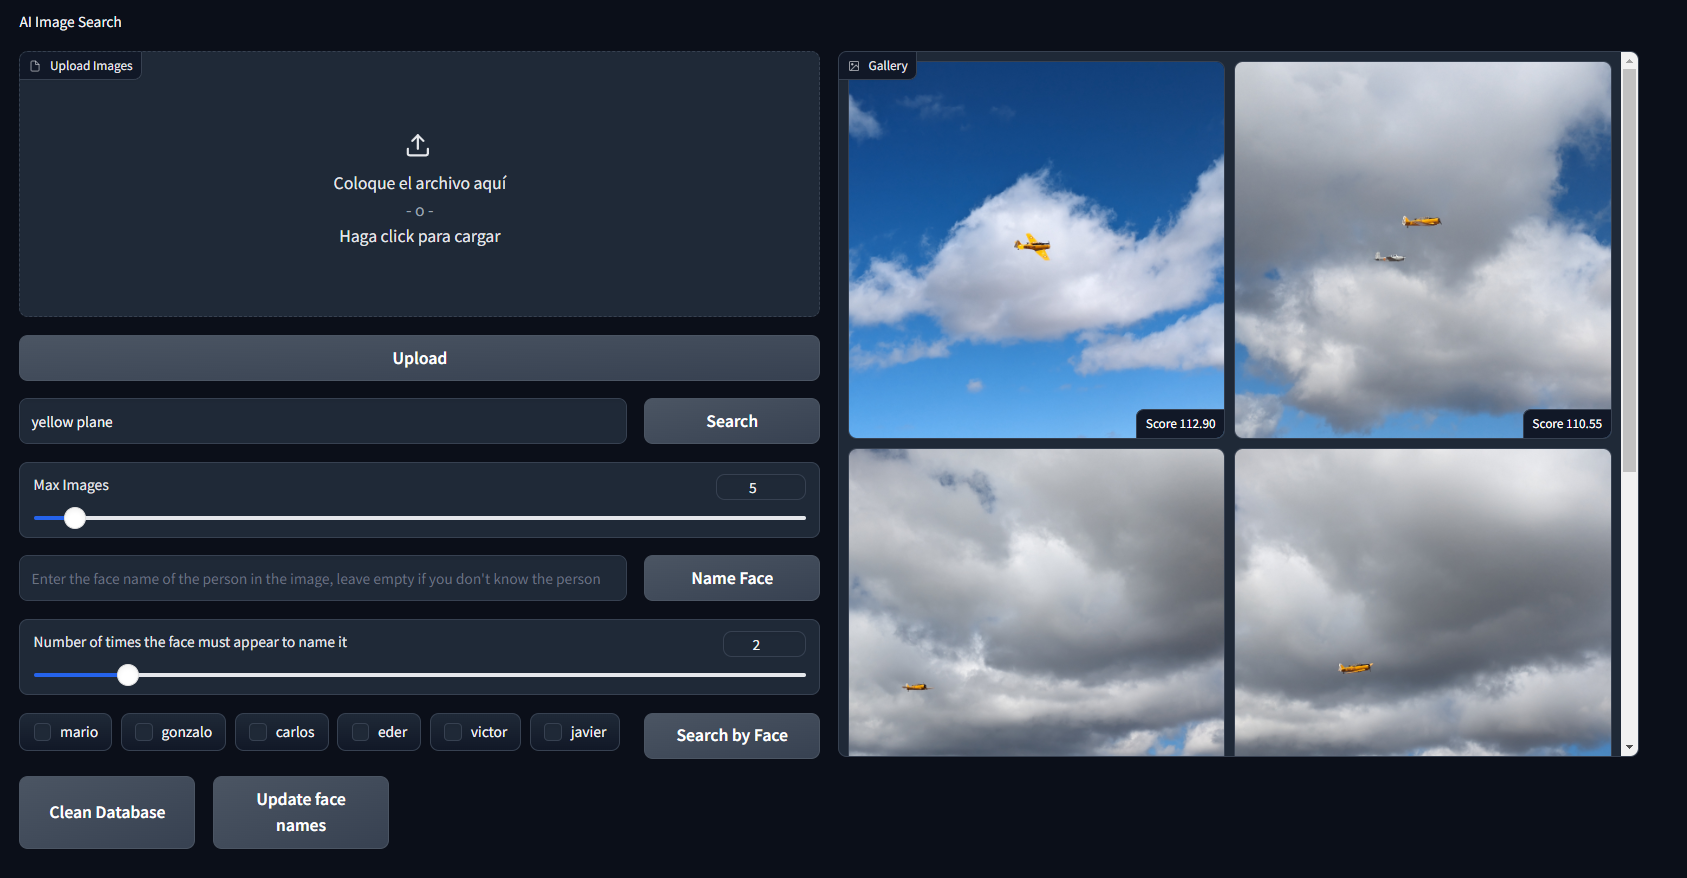 AI Image Search
Upload Images
Coloque el archivo aquí
- o -
Haga click para cargar
Upload
yellow plane
Search
Max Images
5
Enter the face name of the person in the image, leave empty if you don't know the person
Name Face
Number of times the face must appear to name it
2
mario
gonzalo
carlos
eder
victor
javier
Search by Face
Clean Database
Update face
names
Gallery
Score 112.90
Score 110.55